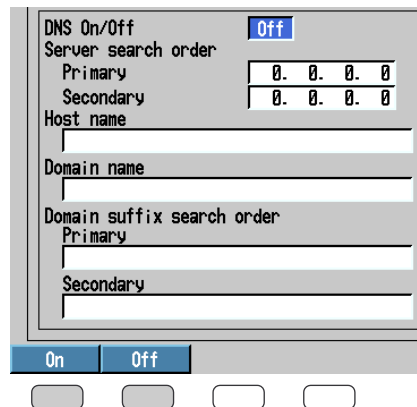 DNS On/Off Off
Server search order
Primary 0. 0. 0. 0
Secondary 0. 0. 0. 0
Host name
Domain name
Domain suffix search order
Primary
Secondary
On Off